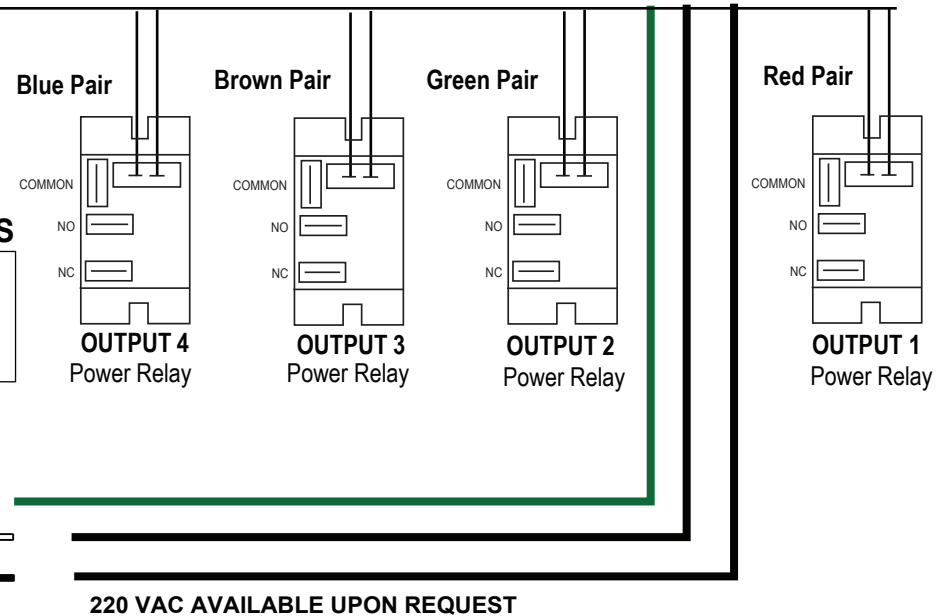 Blue Pair
Brown Pair
Green Pair
Red Pair
COMMON
COMMON
COMMON
COMMON
NO
NO
NO
NO
S
NC
NC
NC
NC
OUTPUT 4
OUTPUT 3
OUTPUT 2
OUTPUT 1
Power Relay
Power Relay
Power Relay
Power Relay
220 VAC AVAILABLE UPON REQUEST